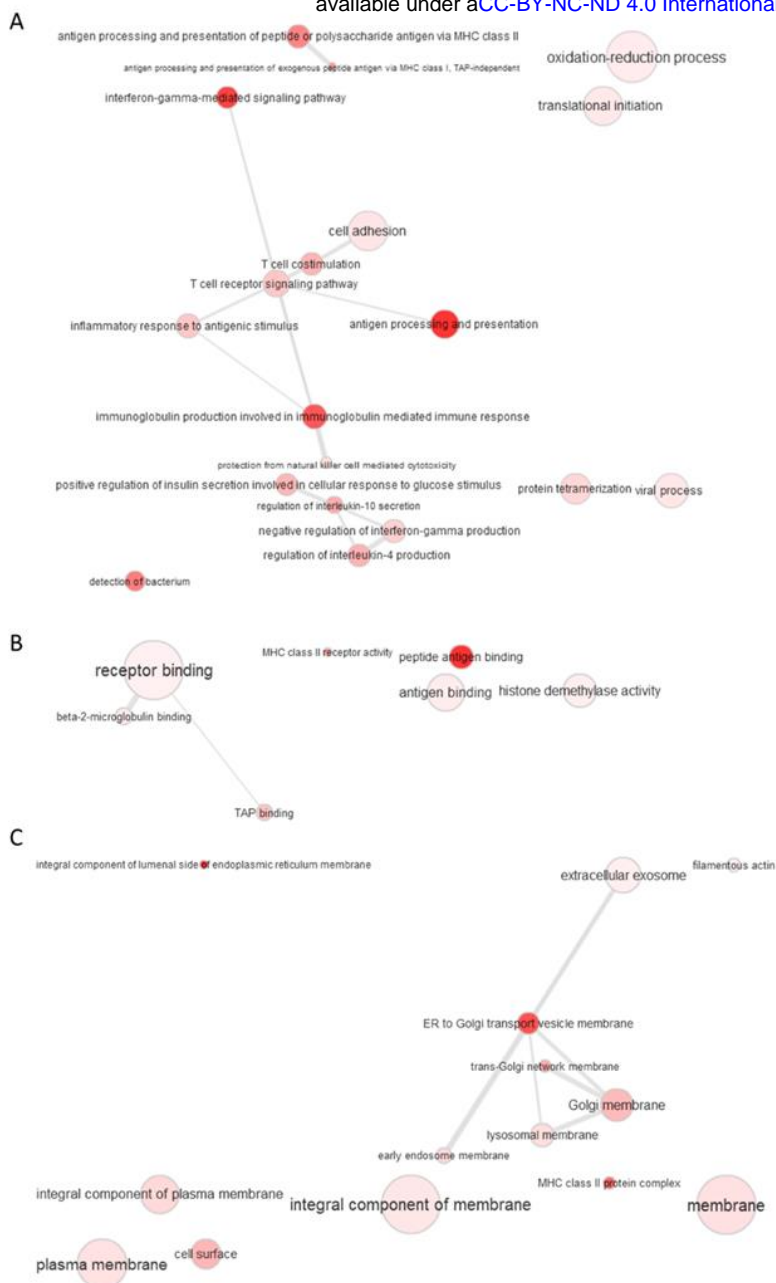 available under aCC-BY-NC-ND 4.0 International
A
antigen processing and presentation of peptide or polysaccharide antigen via MHC class II
antigen processing and presentation of exogenous peptide antigen via MHC class I, TAP-independent
oxidation-reduction process
interferon-gamma-mediated signaling pathway
translational initiation
cell adhesion
T cell costimulation
T cell receptor signaling pathway
inflammatory response to antigenic stimulus
antigen processing and presentation
immunoglobulin production involved in immunoglobulin mediated immune response
protection from natural killer cell mediated cytotoxicity
positive regulation of insulin secretion involved in cellular response to glucose stimulus
protein tetramerization
viral process
regulation of interleukin-10 secretion
negative regulation of interferon-gamma production
regulation of interleukin-4 production
detection of bacterium
B
MHC class II receptor activity
peptide antigen binding
receptor binding
antigen binding
histone demethylase activity
beta-2-microglobulin binding
TAP binding
C
integral component of lumenal side of endoplasmic reticulum membrane
extracellular exosome
filamentous actin
ER to Golgi transport vesicle membrane
trans-Golgi network membrane
Golgi membrane
lysosomal membrane
early endosome membrane
MHC class II protein complex
integral component of plasma membrane
integral component of membrane
membrane
plasma membrane
cell surface